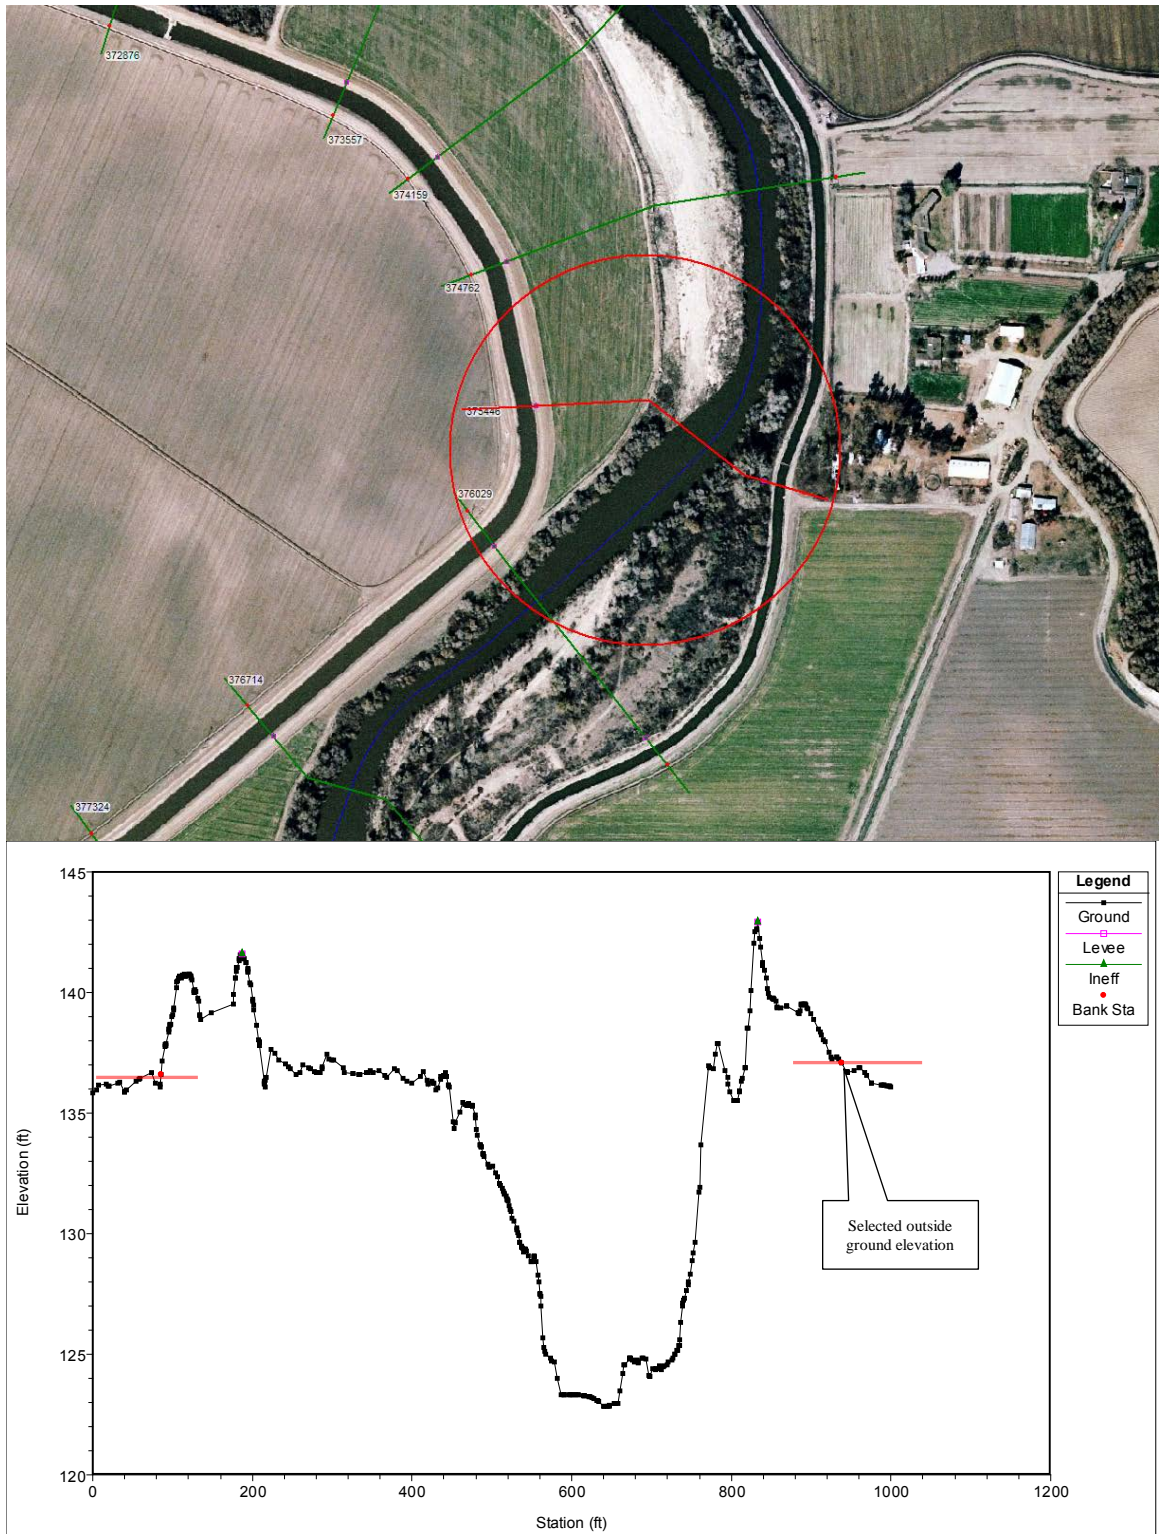 372876
373557
374159
374762
375446
376029
376714
377324
145
140
135
130
125
120
Elevation (ft)
0
200
400
600
800
1000
1200
Station (ft)
Legend
Ground
Levee
Ineff
Bank Sta
Selected outside
ground elevation